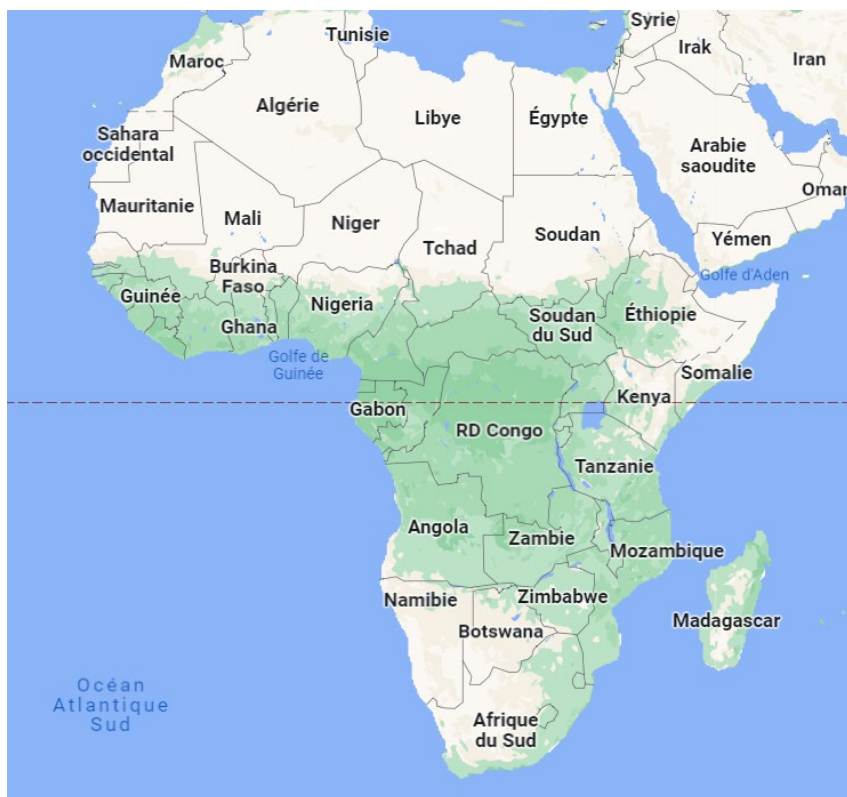 Syrie
Tunisie
Irak
Maroc
Iran
Algérie
Libye
Égypte
Sahara
occidental
Arabie
saoudite
Oman
Mauritanie
Mali
Niger
Tchad
Soudan
Yémen
Burkina
Faso
Golfe d'Aden
Guinée
Nigeria
Soudan
du Sud
Éthiopie
Ghana
Golfe de
Guinée
Somalie
Kenya
Gabon
RD Congo
Tanzanie
Angola
Zambie
Mozambique
Namibie
Zimbabwe
Madagascar
Botswana
Océan
Atlantique
Sud
Afrique
du Sud